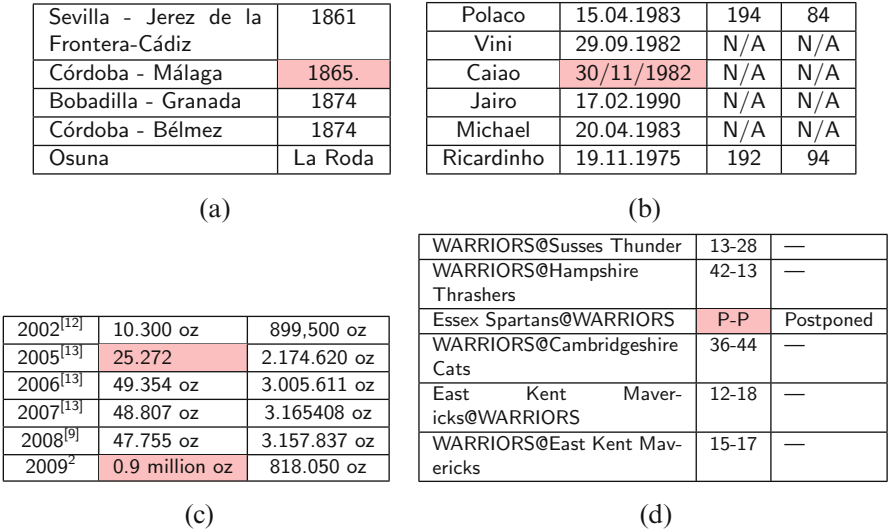 Sevilla - Jerez de la 1861
Frontera-Cádiz
Córdoba - Málaga 1865.
Bobadilla - Granada 1874
Córdoba - Bélmez 1874
Osuna La Roda
(a)
Polaco 15.04.1983 194 84
Vini 29.09.1982 N/A N/A
Caiao 30/11/1982 N/A N/A
Jairo 17.02.1990 N/A N/A
Michael 20.04.1983 N/A N/A
Ricardinho 19.11.1975 192 94
(b)
2002[12] 10.300 oz 899,500 oz
2005[13] 25.272 2.174.620 oz
2006[13] 49.354 oz 3.005.611 oz
2007[13] 48.807 oz 3.165408 oz
2008[9] 47.755 oz 3.157.837 oz
2009² 0.9 million oz 818.050 oz
(c)
WARRIORS@Susses Thunder 13-28 —
WARRIORS@Hampshire 42-13 —
Thrashers
Essex Spartans@WARRIORS P-P Postponed
WARRIORS@Cambridgeshire 36-44 —
Cats
East Kent Maver- 12-18 —
icks@WARRIORS
WARRIORS@East Kent Mav- 15-17 —
ericks
(d)